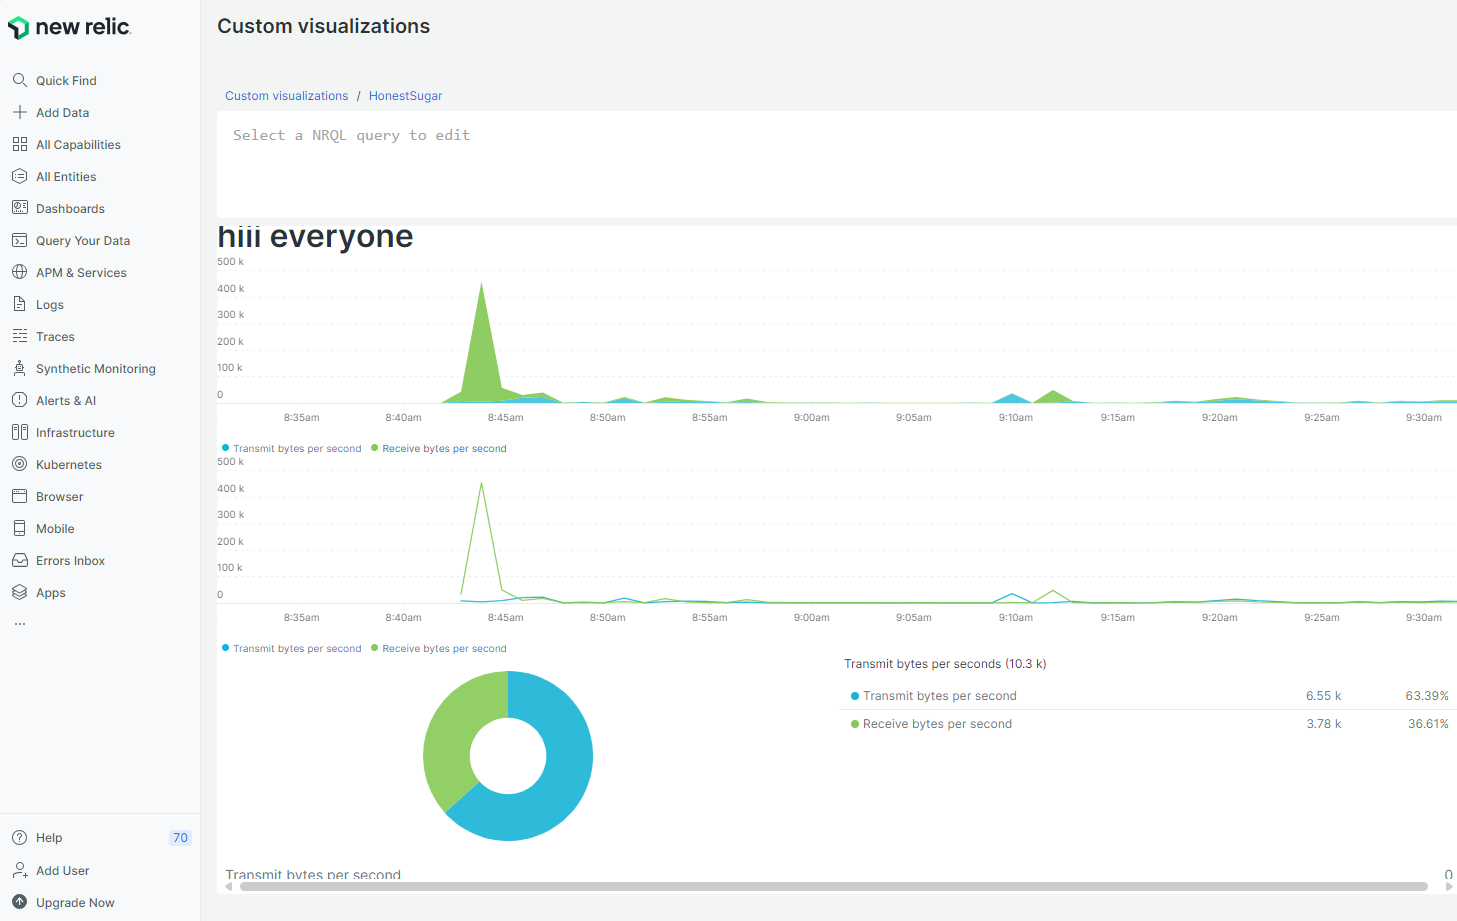 new relic.
Quick Find
Add Data
All Capabilities
All Entities
Dashboards
Query Your Data
APM & Services
Logs
Traces
Synthetic Monitoring
Alerts & AI
Infrastructure
Kubernetes
Browser
Mobile
Errors Inbox
Apps
...
Help 70
Add User
Upgrade Now
Custom visualizations
Custom visualizations / HonestSugar
Select a NRQL query to edit
hiii everyone
500 k
400 k
300 k
200 k
100 k
0
8:35am 8:40am 8:45am 8:50am 8:55am 9:00am 9:05am 9:10am 9:15am 9:20am 9:25am 9:30am
Transmit bytes per second Receive bytes per second
500 k
400 k
300 k
200 k
100 k
0
8:35am 8:40am 8:45am 8:50am 8:55am 9:00am 9:05am 9:10am 9:15am 9:20am 9:25am 9:30am
Transmit bytes per second Receive bytes per second
Transmit bytes per seconds (10.3 k)
Transmit bytes per second 6.55 k 63.39%
Receive bytes per second 3.78 k 36.61%
Transmit bytes per second 0